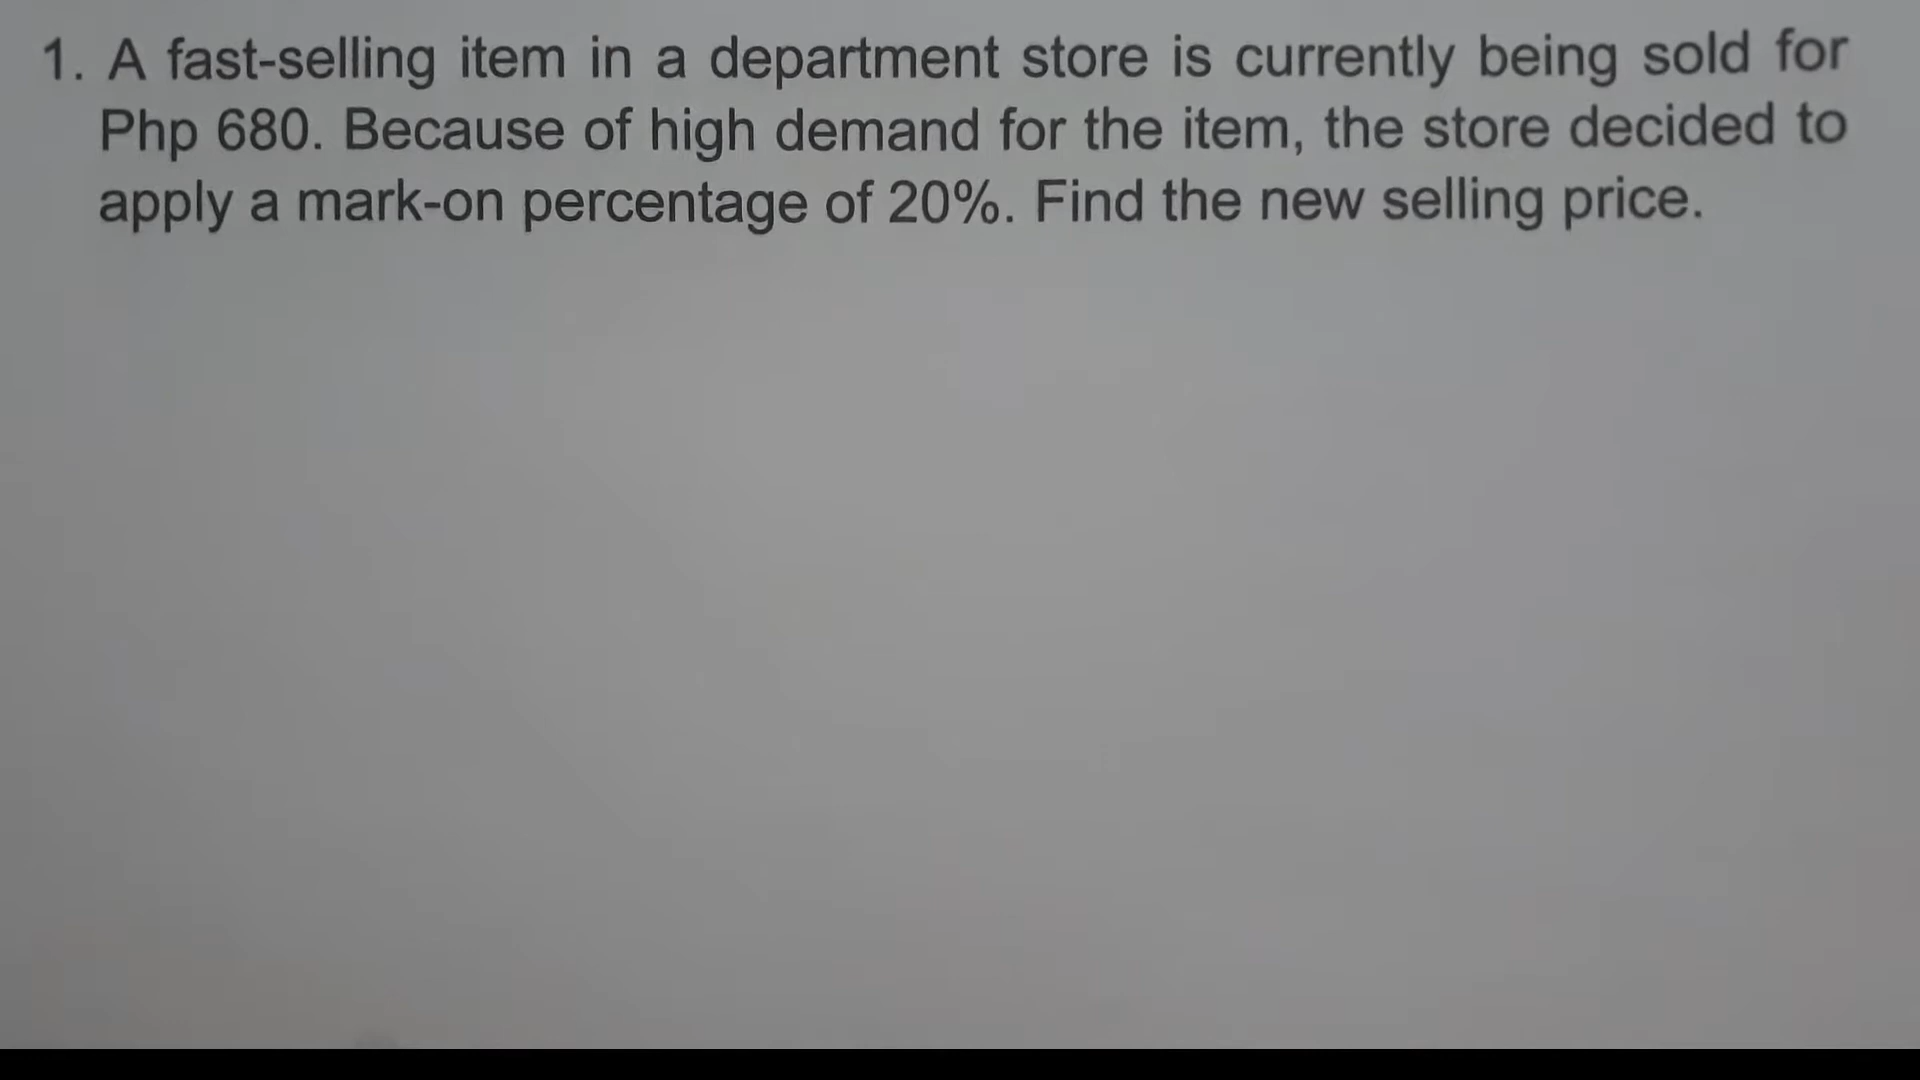 1. A fast-selling item in a department store is currently being sold for
Php 680. Because of high demand for the item, the store decided to
apply a mark-on percentage of 20%. Find the new selling price.